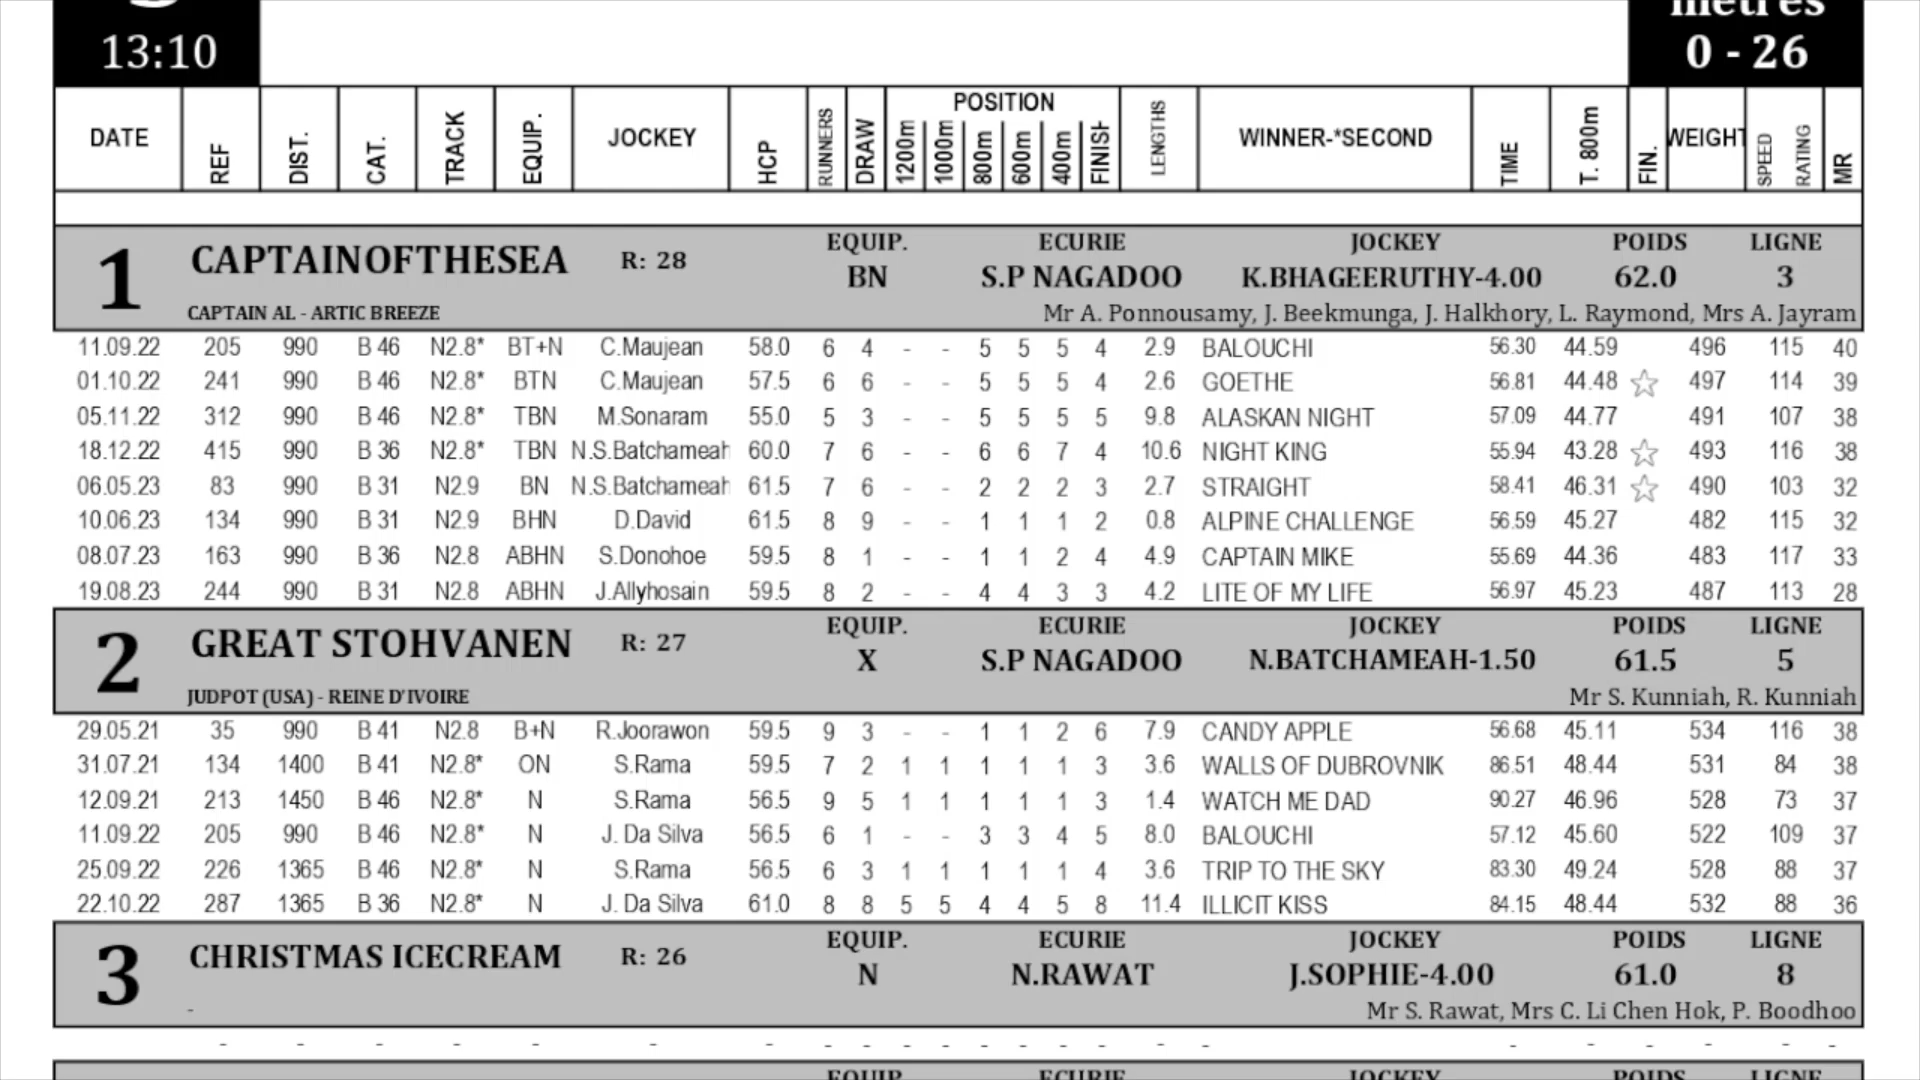 metres
13:10
0 - 26
DATE REF DIST. CAT. TRACK EQUIP. JOCKEY HCP RUNNERS DRAW POSITION 1200m 1000m 800m 600m 400m FINISH LENGTHS WINNER-*SECOND TIME T. 800m FIN. WEIGHT SPEED RATING MR
1 CAPTAINOFTHESEA R: 28 EQUIP. ECURIE JOCKEY POIDS LIGNE
BN S.P NAGADOO K.BHAGEERUTHY-4.00 62.0 3
CAPTAIN AL - ARTIC BREEZE Mr A. Ponnousamy, J. Beekmunga, J. Halkhory, L. Raymond, Mrs A. Jayram
11.09.22 205 990 B 46 N2.8* BT+N C.Maujean 58.0 6 4 - - 5 5 5 4 2.9 BALOUCHI 56.30 44.59 496 115 40
01.10.22 241 990 B 46 N2.8* BTN C.Maujean 57.5 6 6 - - 5 5 5 4 2.6 GOETHE 56.81 44.48 ☆ 497 114 39
05.11.22 312 990 B 46 N2.8* TBN M.Sonaram 55.0 5 3 - - 5 5 5 5 9.8 ALASKAN NIGHT 57.09 44.77 491 107 38
18.12.22 415 990 B 36 N2.8* TBN N.S.Batchameah 60.0 7 6 - - 6 6 7 4 10.6 NIGHT KING 55.94 43.28 ☆ 493 116 38
06.05.23 83 990 B 31 N2.9 BN N.S.Batchameah 61.5 7 6 - - 2 2 2 3 2.7 STRAIGHT 58.41 46.31 ☆ 490 103 32
10.06.23 134 990 B 31 N2.9 BHN D.David 61.5 8 9 - - 1 1 1 2 0.8 ALPINE CHALLENGE 56.59 45.27 482 115 32
08.07.23 163 990 B 36 N2.8 ABHN S.Donohoe 59.5 8 1 - - 1 1 2 4 4.9 CAPTAIN MIKE 55.69 44.36 483 117 33
19.08.23 244 990 B 31 N2.8 ABHN J.Allyhosain 59.5 8 2 - - 4 4 3 3 4.2 LITE OF MY LIFE 56.97 45.23 487 113 28
2 GREAT STOHVANEN R: 27 EQUIP. ECURIE JOCKEY POIDS LIGNE
X S.P NAGADOO N.BATCHAMEAH-1.50 61.5 5
JUDPOT (USA) - REINE D'IVOIRE Mr S. Kunniah, R. Kunniah
29.05.21 35 990 B 41 N2.8 B+N R.Joorawon 59.5 9 3 - - 1 1 2 6 7.9 CANDY APPLE 56.68 45.11 534 116 38
31.07.21 134 1400 B 41 N2.8* ON S.Rama 59.5 7 2 1 1 1 1 1 3 3.6 WALLS OF DUBROVNIK 86.51 48.44 531 84 38
12.09.21 213 1450 B 46 N2.8* N S.Rama 56.5 9 5 1 1 1 1 1 3 1.4 WATCH ME DAD 90.27 46.96 528 73 37
11.09.22 205 990 B 46 N2.8* N J. Da Silva 56.5 6 1 - - 3 3 4 5 8.0 BALOUCHI 57.12 45.60 522 109 37
25.09.22 226 1365 B 46 N2.8* N S.Rama 56.5 6 3 1 1 1 1 1 4 3.6 TRIP TO THE SKY 83.30 49.24 528 88 37
22.10.22 287 1365 B 36 N2.8* N J. Da Silva 61.0 8 8 5 5 4 4 5 8 11.4 ILLICIT KISS 84.15 48.44 532 88 36
3 CHRISTMAS ICECREAM R: 26 EQUIP. ECURIE JOCKEY POIDS LIGNE
N N.RAWAT J.SOPHIE-4.00 61.0 8
- Mr S. Rawat, Mrs C. Li Chen Hok, P. Boodhoo
- - - - - - - - - - - - - - - - - - - - - -
EQUIP. ECURIE JOCKEY POIDS LIGNE